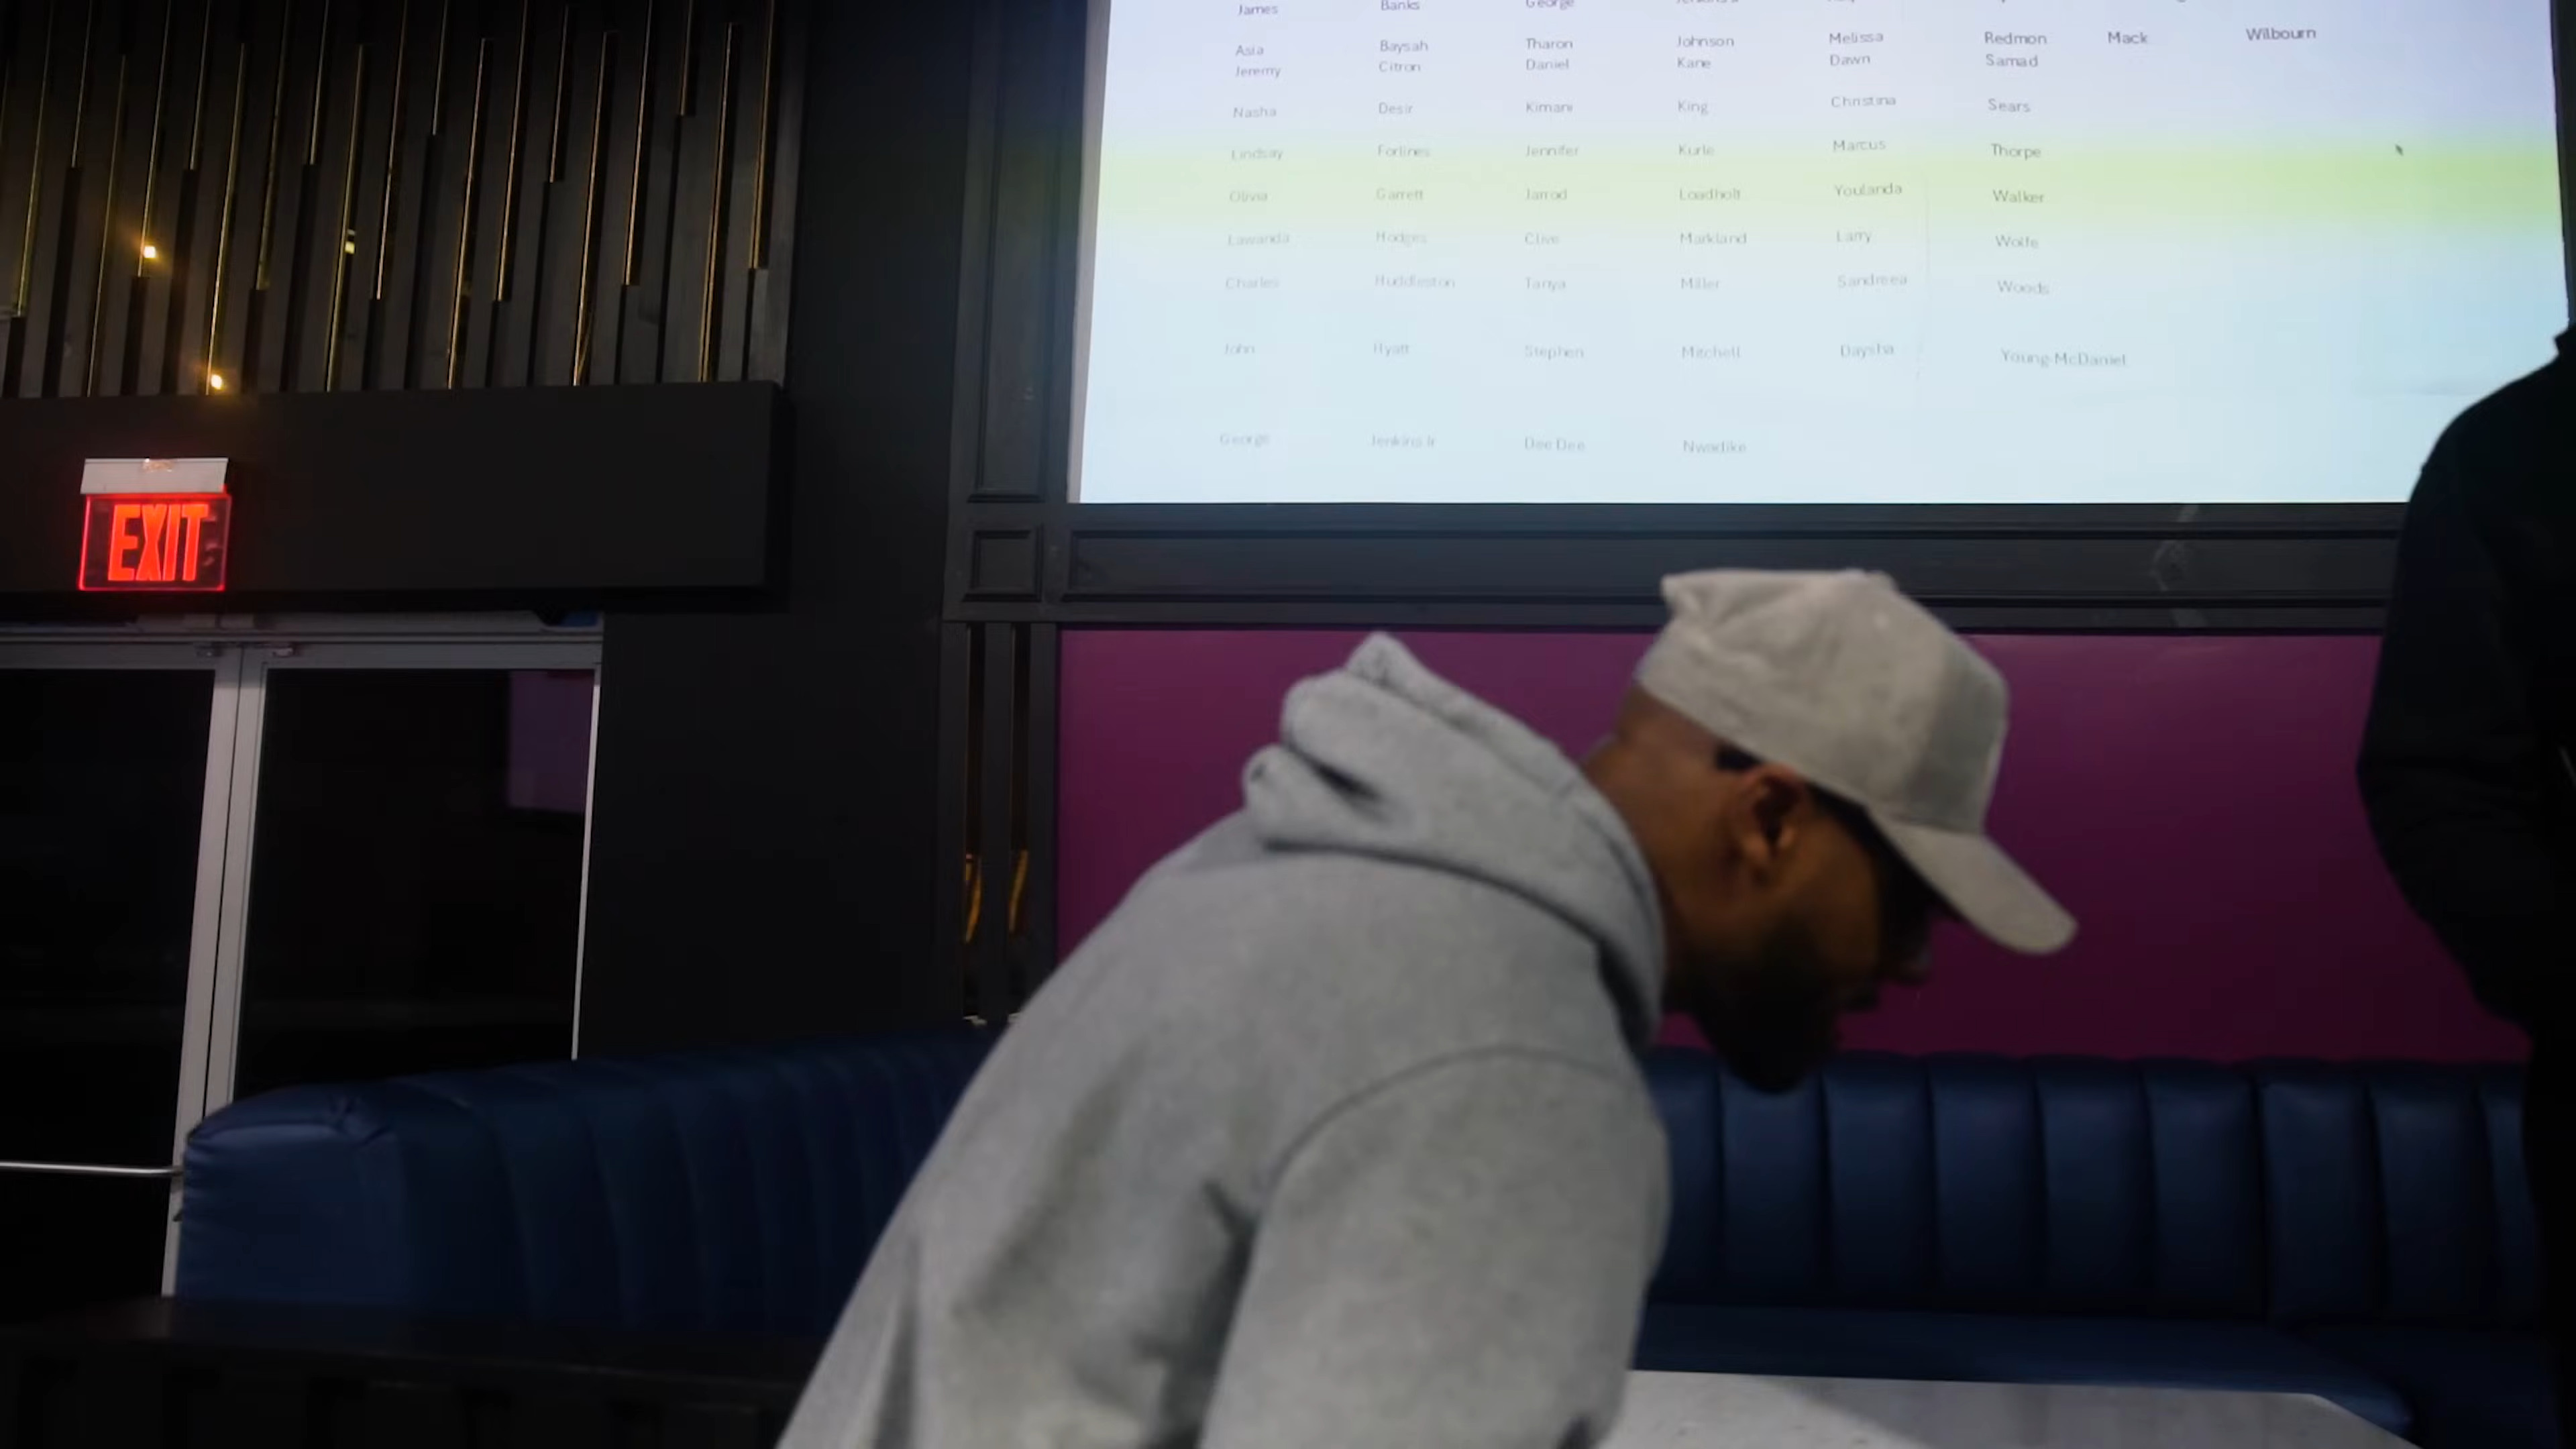 James Banks George
Asia Baysah Tharon Johnson Melissa Redmon Mack Wilbourn
Jeremy Citron Daniel Kane Dawn Samad
Nasha Desir Kimani King Christina Sears
Lindsay Forlines Jennifer Kurle Marcus Thorpe
Olivia Garrett Jarrod Loadholt Youlanda Walker
Lawanda Hodges Clive Markland Larry Wolfe
Charles Huddleston Tanya Miller Sandreea Woods
John Hyatt Stephen Mitchell Daysha Young-McDaniel
George Jenkins Jr Dee Dee Nwadike
EXIT